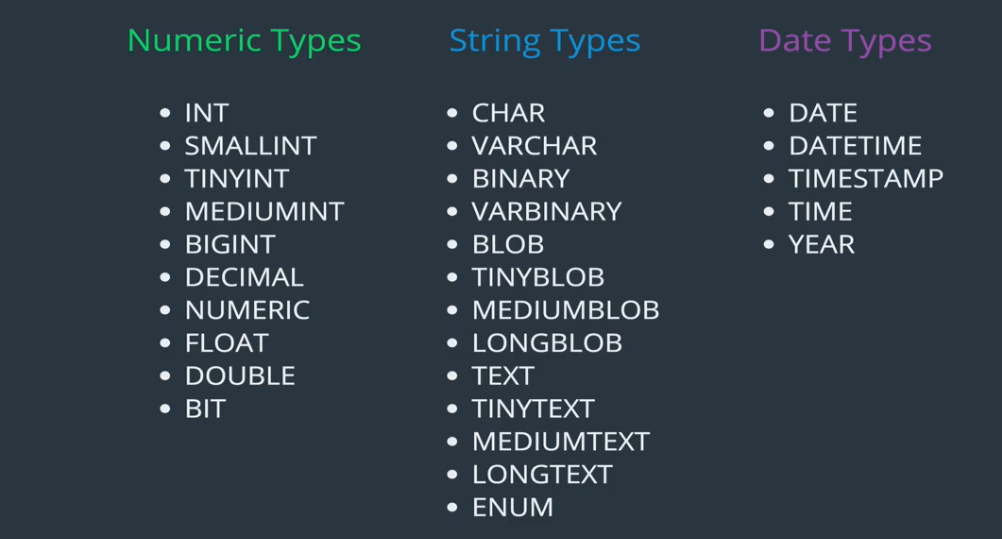 Numeric Types
INT
SMALLINT
TINYINT
MEDIUMINT
BIGINT
DECIMAL
NUMERIC
FLOAT
DOUBLE
BIT
String Types
CHAR
VARCHAR
BINARY
VARBINARY
BLOB
TINYBLOB
MEDIUMBLOB
LONGBLOB
TEXT
TINYTEXT
MEDIUMTEXT
LONGTEXT
ENUM
Date Types
DATE
DATETIME
TIMESTAMP
TIME
YEAR